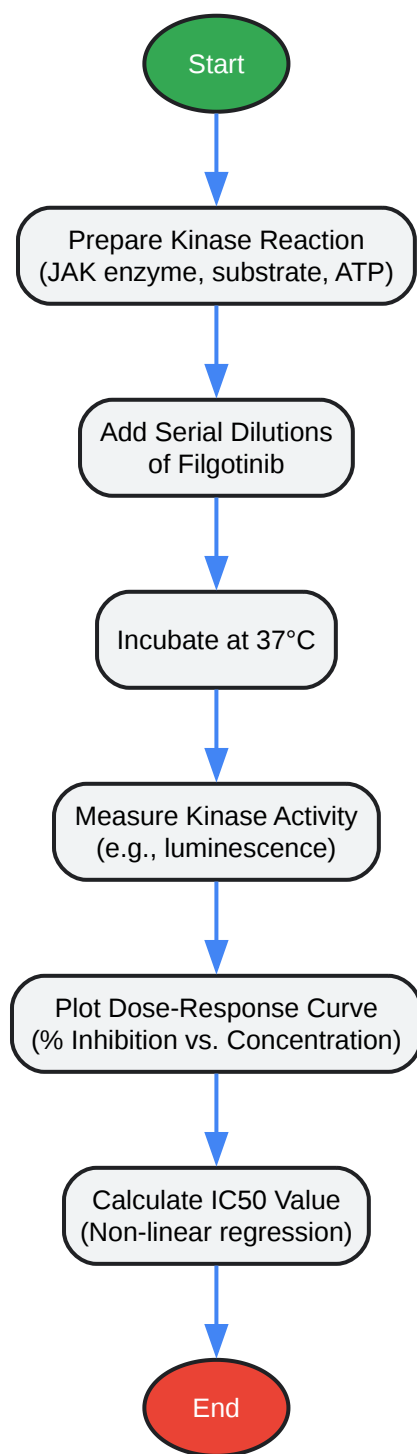 Start
Prepare Kinase Reaction
(JAK enzyme, substrate, ATP)
Add Serial Dilutions
of Filgotinib
Incubate at 37°C
Measure Kinase Activity
(e.g., luminescence)
Plot Dose-Response Curve
(% Inhibition vs. Concentration)
Calculate IC50 Value
(Non-linear regression)
End